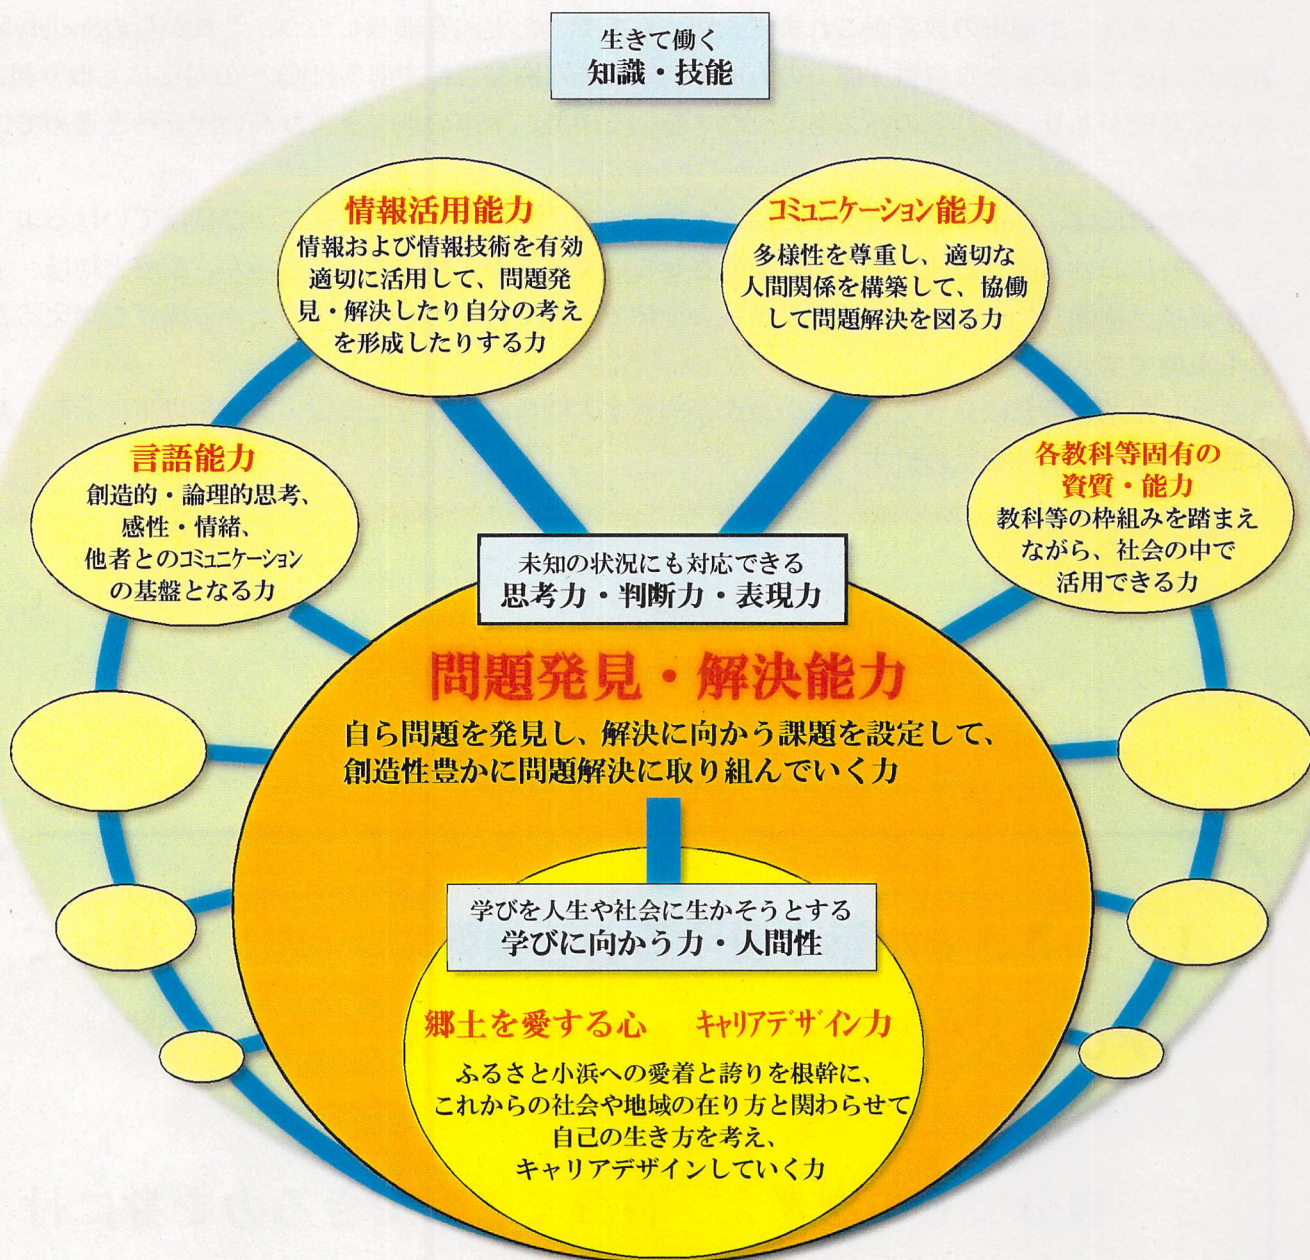 生きて働く
知識・技能
情報活用能力
情報および情報技術を有効
適切に活用して、問題発
見・解決したり自分の考え
を形成したりする力
コミュニケーション能力
多様性を尊重し、適切な
人間関係を構築して、協働
して問題解決を図る力
言語能力
創造的・論理的思考、
感性・情緒、
他者とのコミュニケーション
の基盤となる力
各教科等固有の
資質・能力
教科等の枠組みを踏まえ
ながら、社会の中で
活用できる力
未知の状況にも対応できる
思考力・判断力・表現力
問題発見・解決能力
自ら問題を発見し、解決に向かう課題を設定して、
創造性豊かに問題解決に取り組んでいく力
学びを人生や社会に生かそうとする
学びに向かう力・人間性
郷土を愛する心　キャリアデザイン力
ふるさと小浜への愛着と誇りを根幹に、
これからの社会や地域の在り方と関わらせて
自己の生き方を考え、
キャリアデザインしていく力